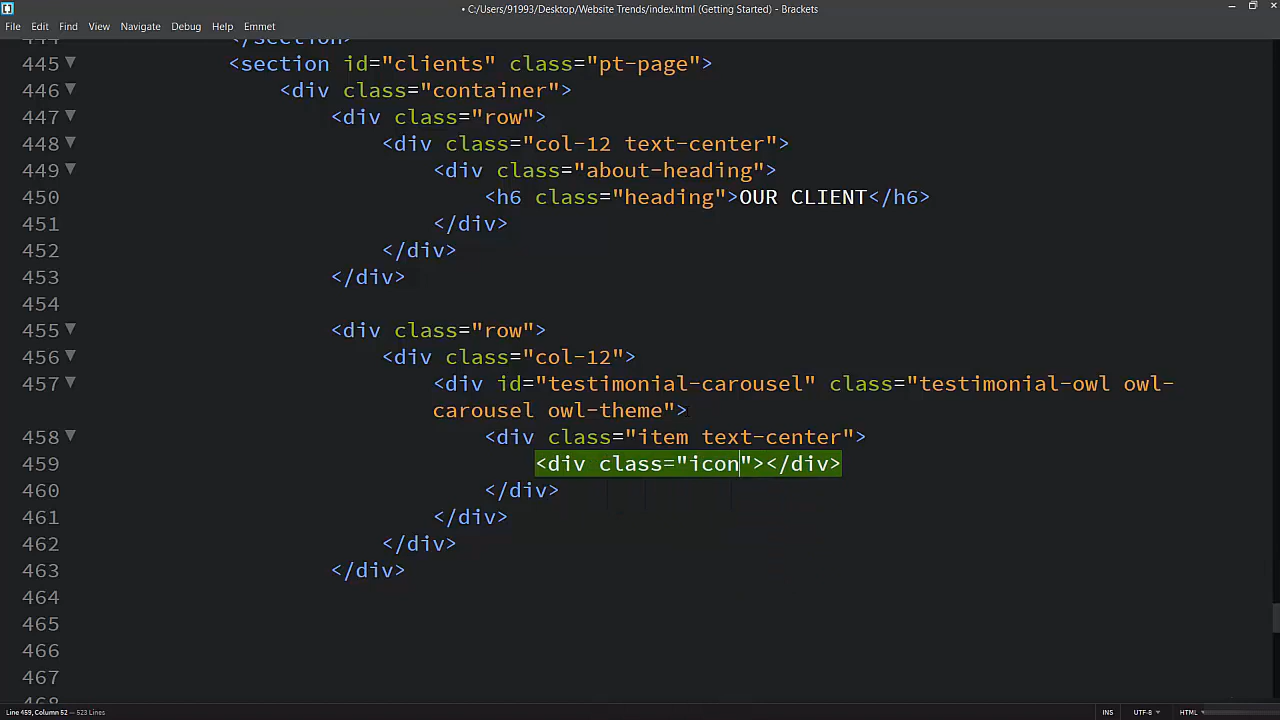 • C:/Users/91993/Desktop/Website Trends/index.html (Getting Started) - Brackets
File Edit Find View Navigate Debug Help Emmet
444 </section>
445 <section id="clients" class="pt-page">
446 <div class="container">
447 <div class="row">
448 <div class="col-12 text-center">
449 <div class="about-heading">
450 <h6 class="heading">OUR CLIENT</h6>
451 </div>
452 </div>
453 </div>
454
455 <div class="row">
456 <div class="col-12">
457 <div id="testimonial-carousel" class="testimonial-owl owl-
carousel owl-theme">
458 <div class="item text-center">
459 <div class="icon"></div>
460 </div>
461 </div>
462 </div>
463 </div>
464
465
466
467
468
Line 459, Column 52 — 523 Lines INS UTF-8 HTML